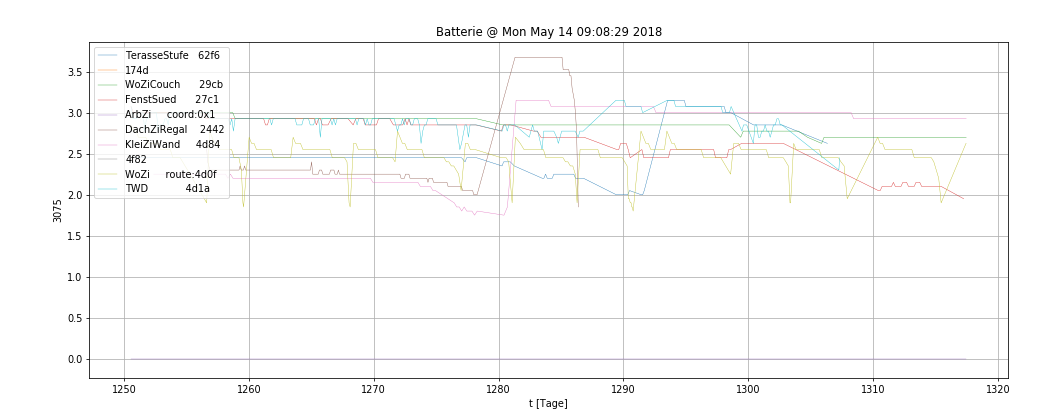 Batterie @ Mon May 14 09:08:29 2018
3075
3.5
3.0
2.5
2.0
1.5
1.0
0.5
0.0
TerasseStufe 62f6
174d
WoZiCouch 29cb
FenstSued 27c1
ArbZi coord:0x1
DachZiRegal 2442
KleiZiWand 4d84
4f82
WoZi route:4d0f
TWD 4d1a
1250 1260 1270 1280 1290 1300 1310 1320
t [Tage]